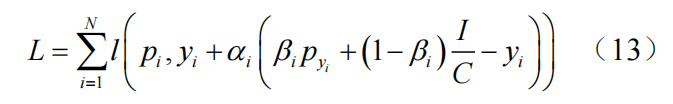 L = \sum_{i=1}^{N} l\left( p_i, y_i + \alpha_i \left( \beta_i p_{y_i} + (1 - \beta_i) \frac{I}{C} - y_i \right) \right) （13）